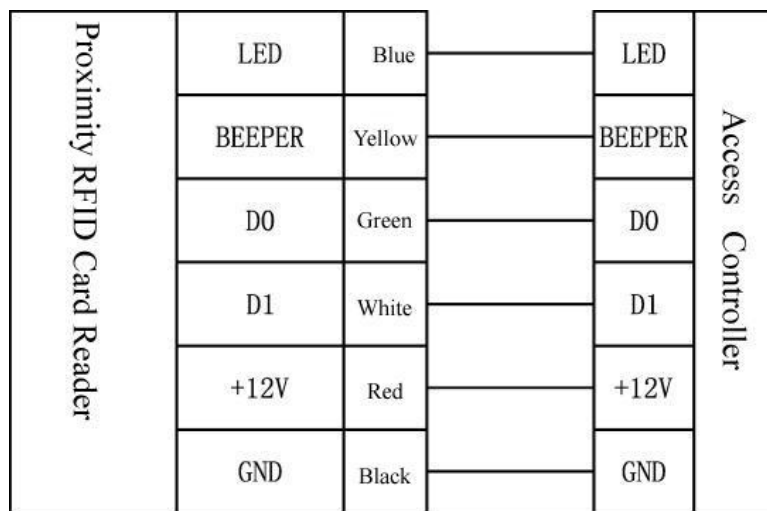 Proximity RFID Card Reader
LED Blue LED
BEEPER Yellow BEEPER
D0 Green D0
D1 White D1
+12V Red +12V
GND Black GND
Access Controller